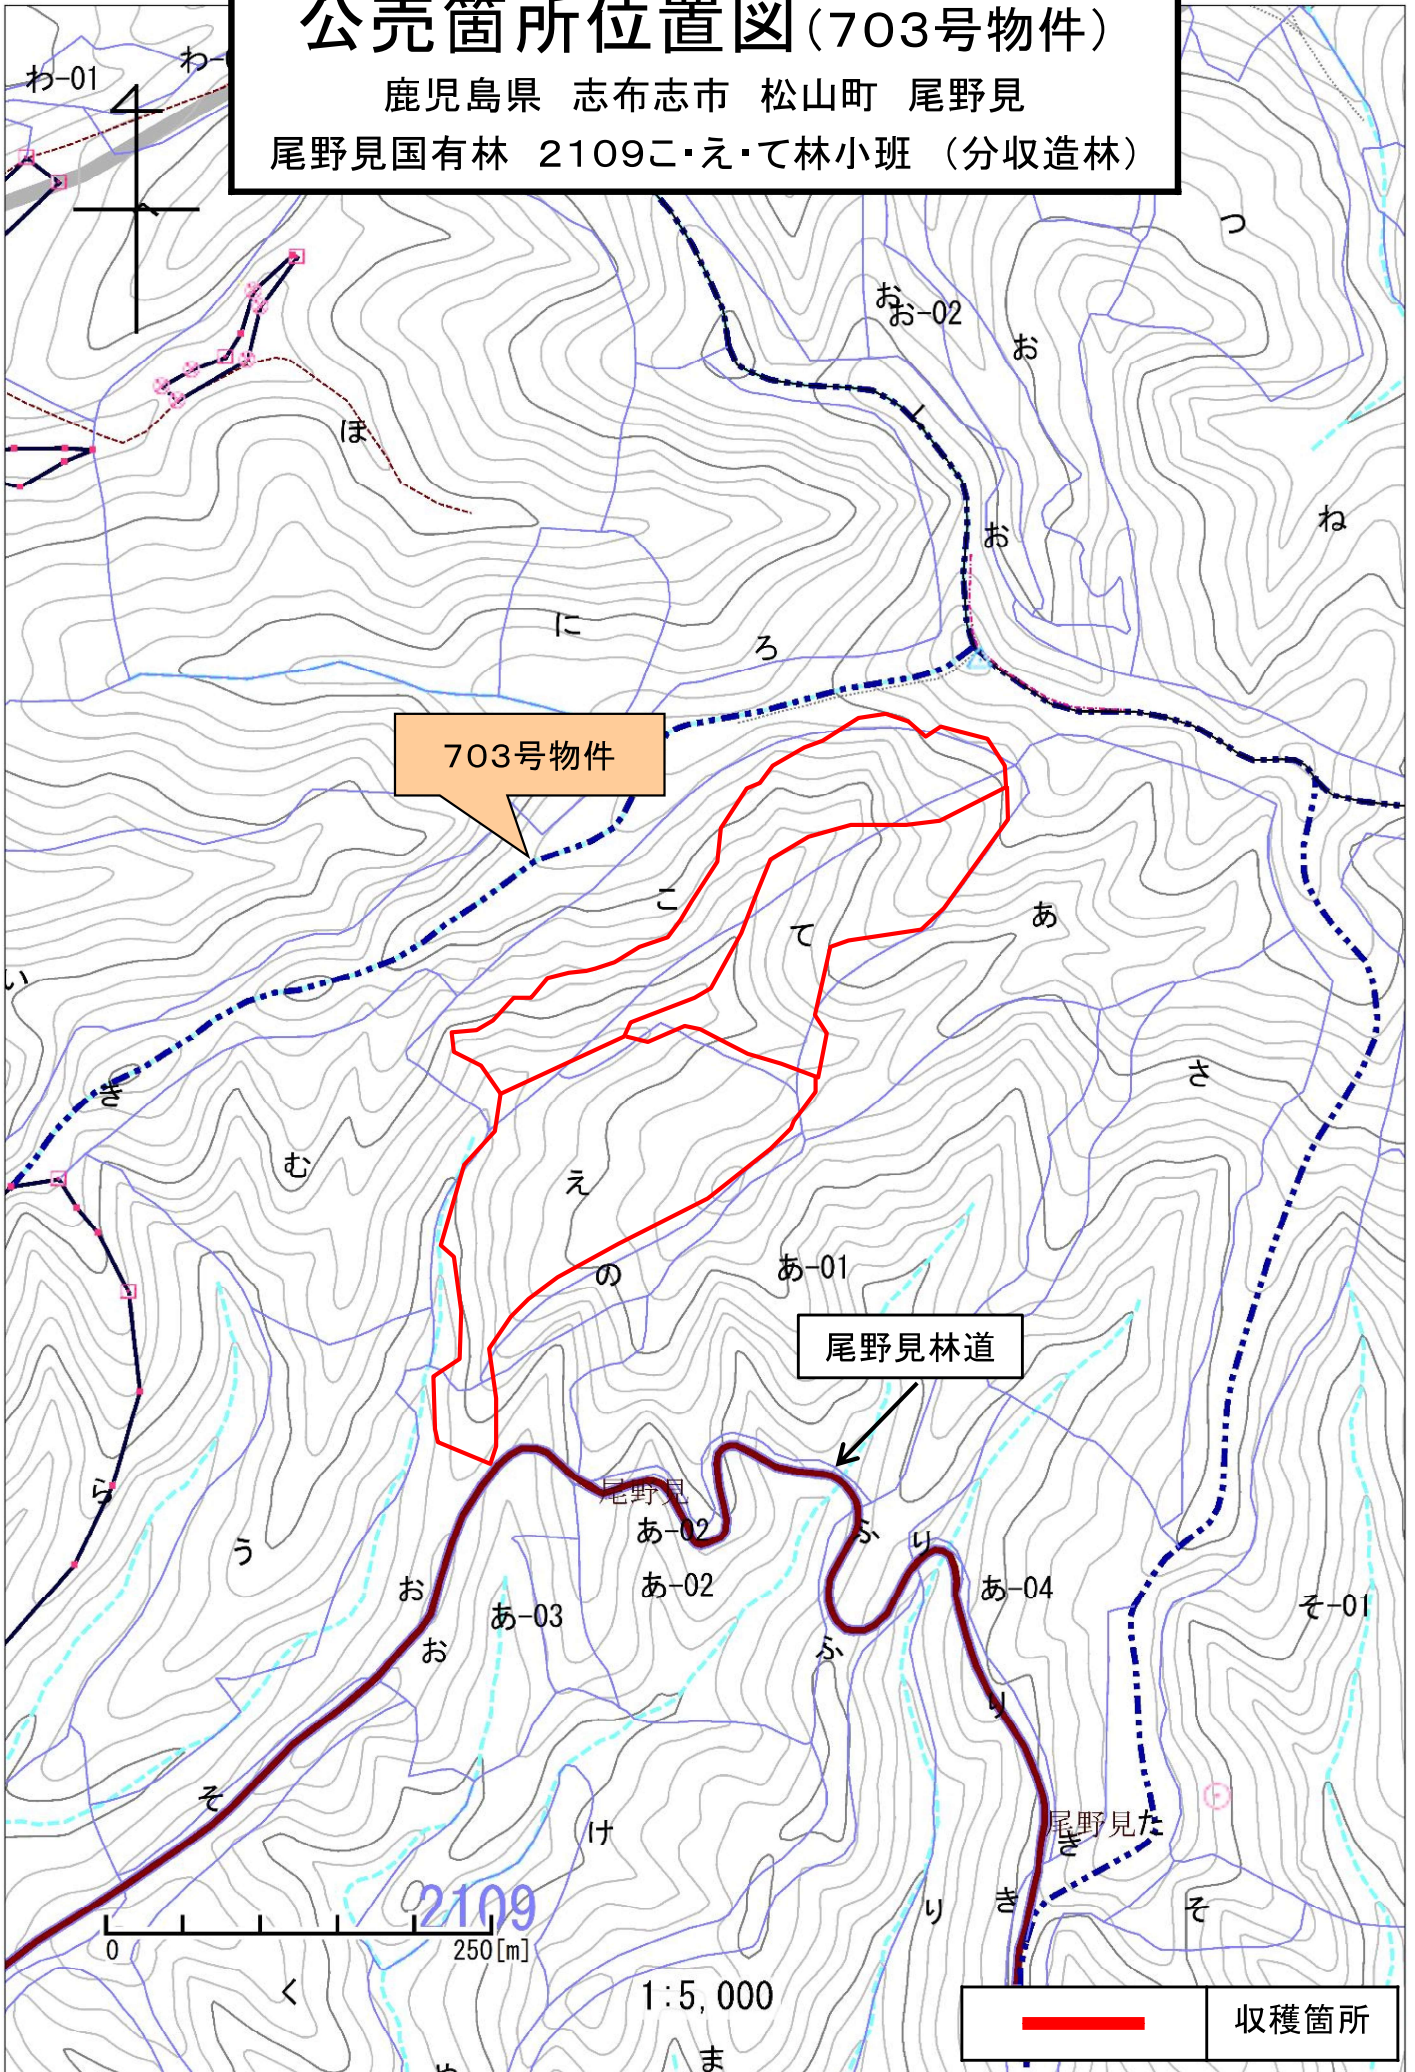 公売箇所位置図(703号物件)
鹿児島県 志布志市 松山町 尾野見
尾野見国有林 2109こ・え・て林小班 (分収造林)
わ-01
わ-
つ
お
お-02
お
ほ
ね
お
に
ろ
703号物件
こ
て
あ
い
さ
き
む
え
の
あ-01
尾野見林道
ら
尾野見
あ-02
ふ
り
う
お
あ-02
あ-04
あ-03
そ-01
お
ふ
り
そ
尾野見
た
き
け
2109
り
き
そ
0
250[m]
く
1:5,000
収穫箇所
ま